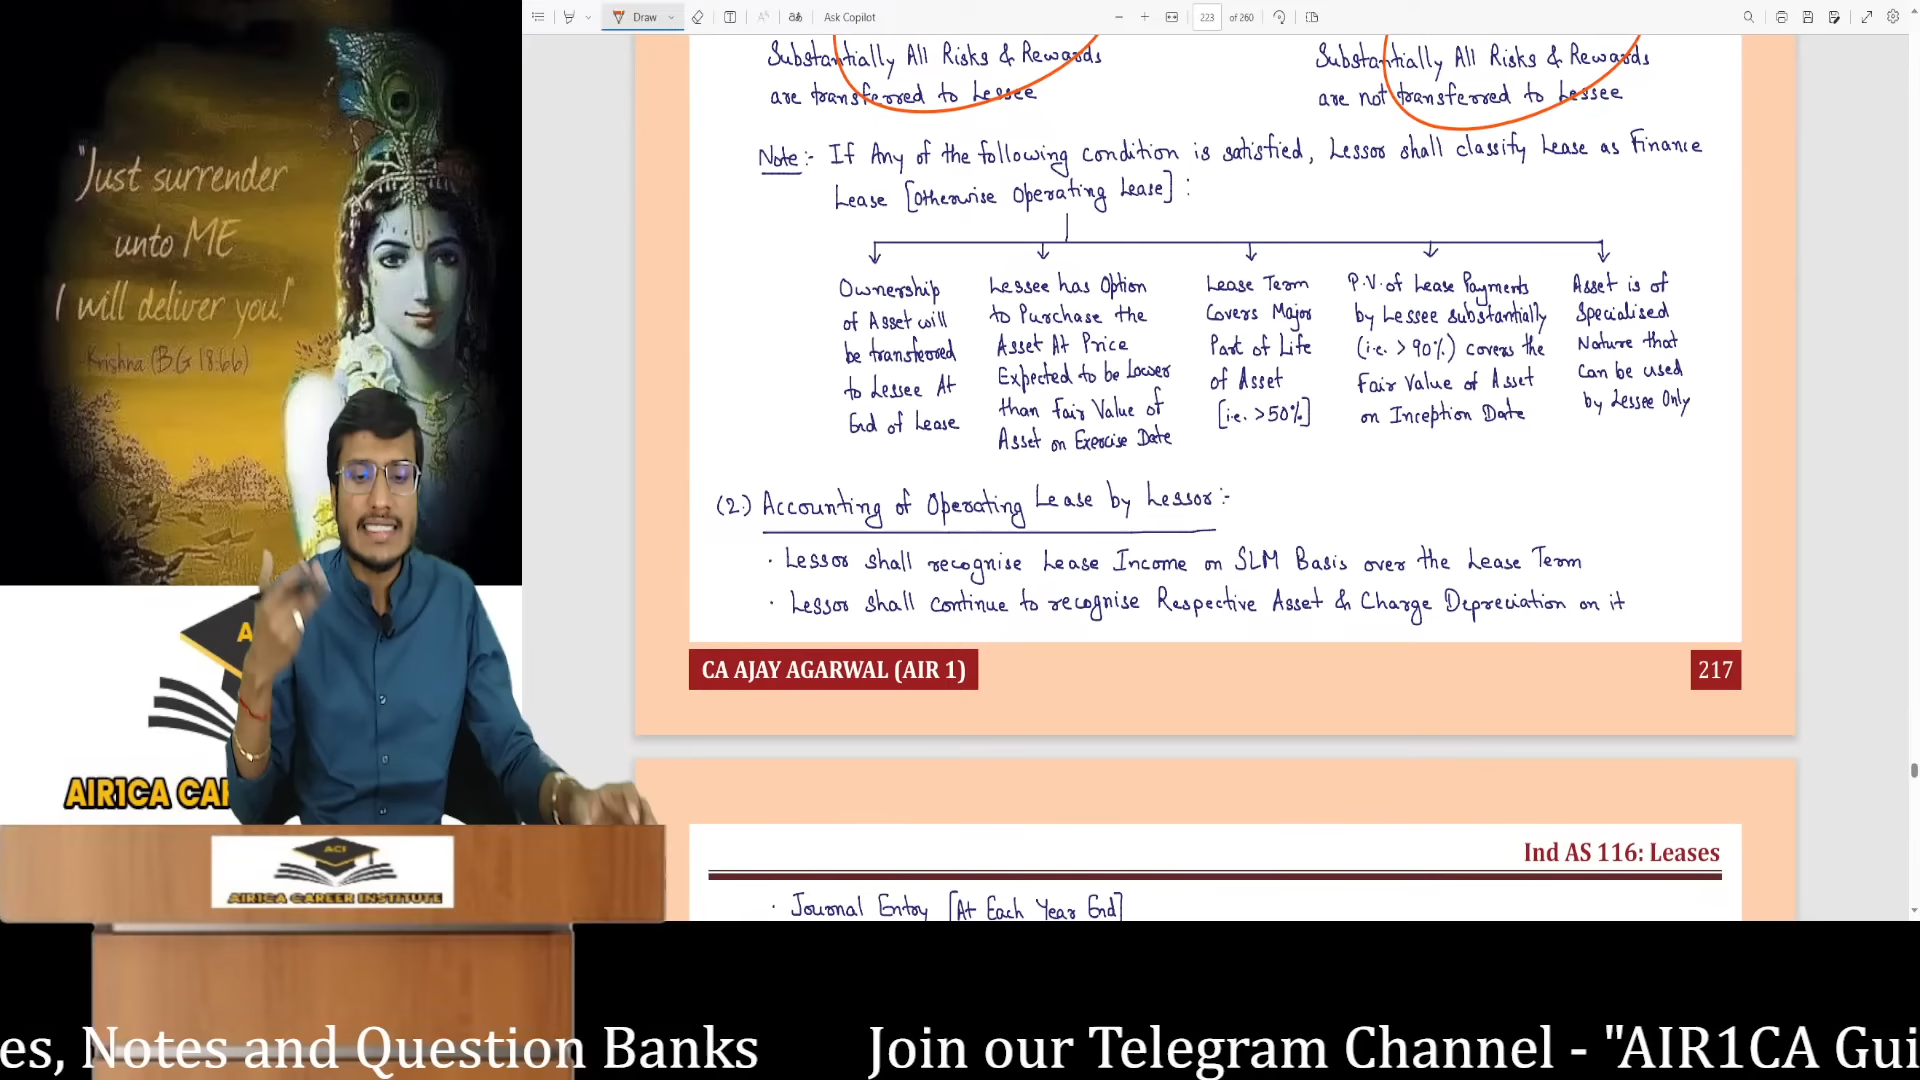 Draw
Ask Copilot
223
of 260
"Just surrender
unto ME
I will deliver you!"
- Krishna (B.G 18:66)
Substantially All Risks & Rewards
are transferred to Lessee
Substantially All Risks & Rewards
are not transferred to Lessee
Note:- If Any of the following condition is satisfied, Lessor shall classify Lease as Finance
Lease [Otherwise Operating Lease] :
Ownership
of Asset will
be transferred
to Lessee At
End of Lease
Lessee has Option
to Purchase the
Asset At Price
Expected to be Lower
than Fair Value of
Asset on Exercise Date
Lease Term
Covers Major
Part of Life
of Asset
[i.e. >50%]
P.V. of Lease Payments
by Lessee substantially
(i.e. > 90%) covers the
Fair Value of Asset
on Inception Date
Asset is of
Specialised
Nature that
Can be used
by Lessee Only
(2.) Accounting of Operating Lease by Lessor:-
· Lessor shall recognise Lease Income on SLM Basis over the Lease Term
· Lessor shall continue to recognise Respective Asset & Charge Depreciation on it
CA AJAY AGARWAL (AIR 1)
217
Ind AS 116: Leases
· Journal Entry [At Each Year End]
A
AIR1CA CA
ACI
AIR1CA CAREER INSTITUTE
es, Notes and Question Banks Join our Telegram Channel - "AIR1CA Gui